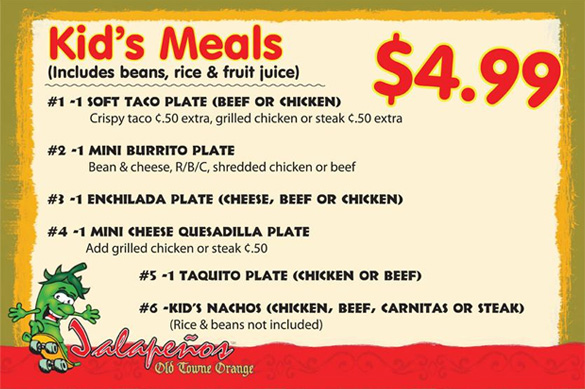 Kid's Meals
$4.99
(Includes beans, rice & fruit juice)
#1 -1 SOFT TACO PLATE (BEEF OR CHICKEN)
Crispy taco ¢.50 extra, grilled chicken or steak ¢.50 extra
#2 -1 MINI BURRITO PLATE
Bean & cheese, R/B/C, shredded chicken or beef
#3 -1 ENCHILADA PLATE (CHEESE, BEEF OR CHICKEN)
#4 -1 MINI CHEESE QUESADILLA PLATE
Add grilled chicken or steak ¢.50
#5 -1 TAQUITO PLATE (CHICKEN OR BEEF)
#6 -KID'S NACHOS (CHICKEN, BEEF, CARNITAS OR STEAK)
(Rice & beans not included)
Jalapeños
Old Towne Orange